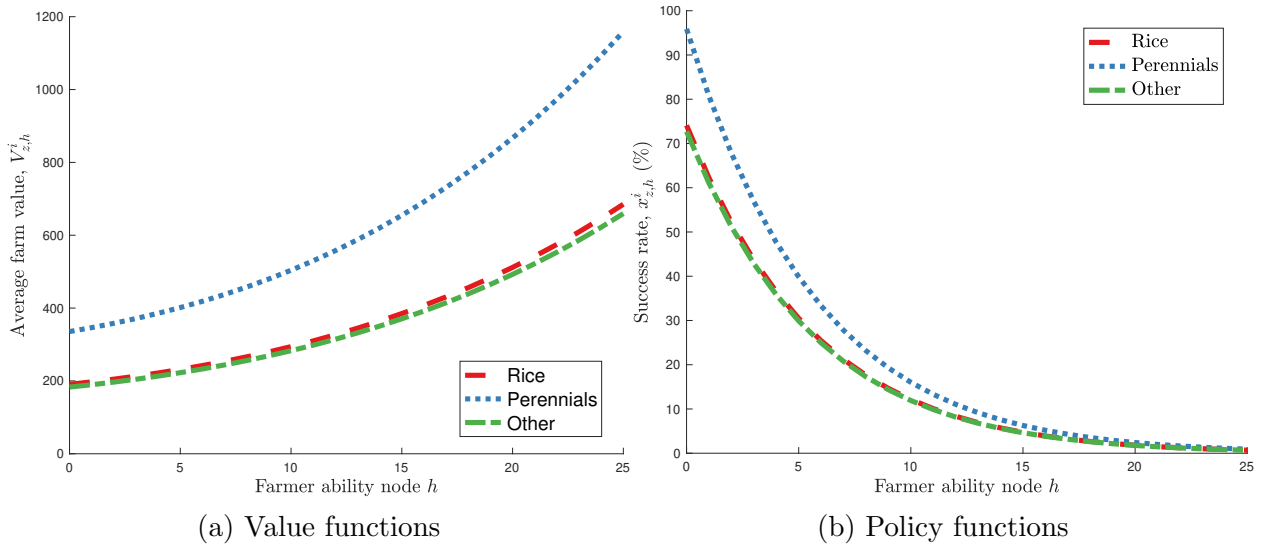 1200
1000
800
600
400
200
0
Average farm value, V^i_{z,h}
Rice
Perennials
Other
0 5 10 15 20 25
Farmer ability node h
(a) Value functions
100
90
80
70
60
50
40
30
20
10
0
Success rate, x^i_{z,h} (%)
Rice
Perennials
Other
0 5 10 15 20 25
Farmer ability node h
(b) Policy functions